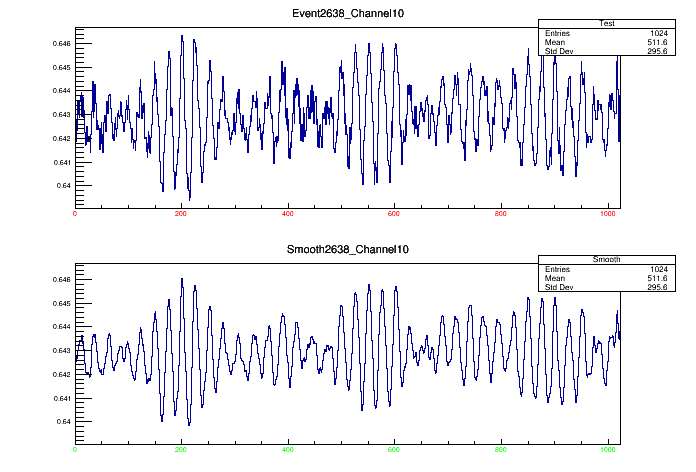 Event2638_Channel10
Test
Entries 1024
Mean 511.6
Std Dev 295.6
0.646
0.645
0.644
0.643
0.642
0.641
0.64
0 200 400 600 800 1000
Smooth2638_Channel10
Smooth
Entries 1024
Mean 511.6
Std Dev 295.6
0.646
0.645
0.644
0.643
0.642
0.641
0.64
0 200 400 600 800 1000